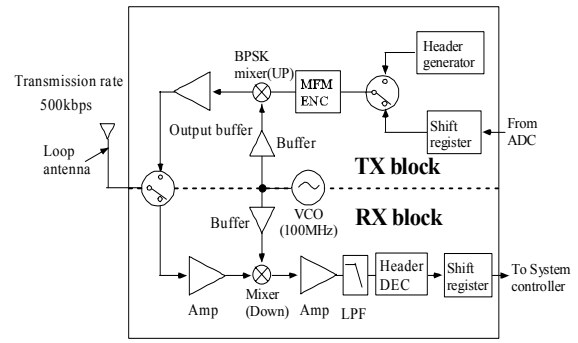 BPSK
mixer(UP)
MFM
ENC
Header
generator
Transmission rate
500kbps
Output buffer
Buffer
Shift
register
From
ADC
Loop
antenna
TX block
Buffer
VCO
(100MHz)
RX block
Amp
Mixer
(Down)
Amp
LPF
Header
DEC
Shift
register
To System
controller